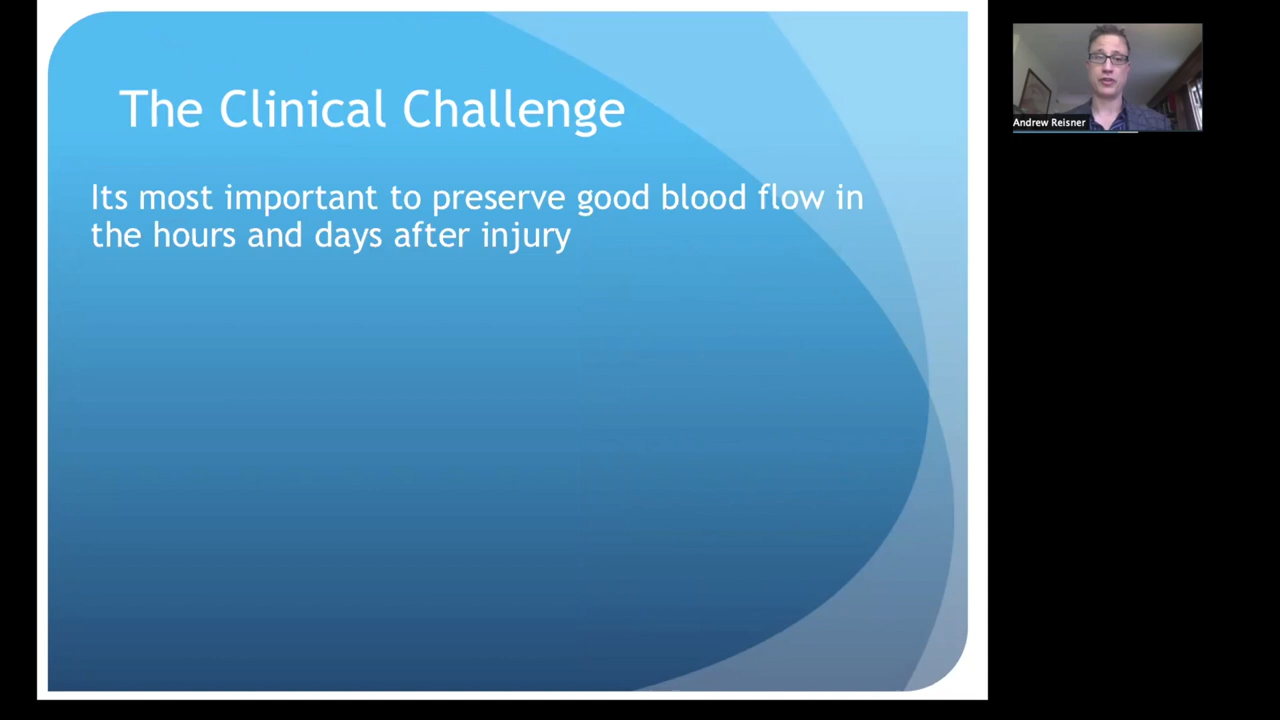 The Clinical Challenge
Its most important to preserve good blood flow in
the hours and days after injury
Andrew Reisner